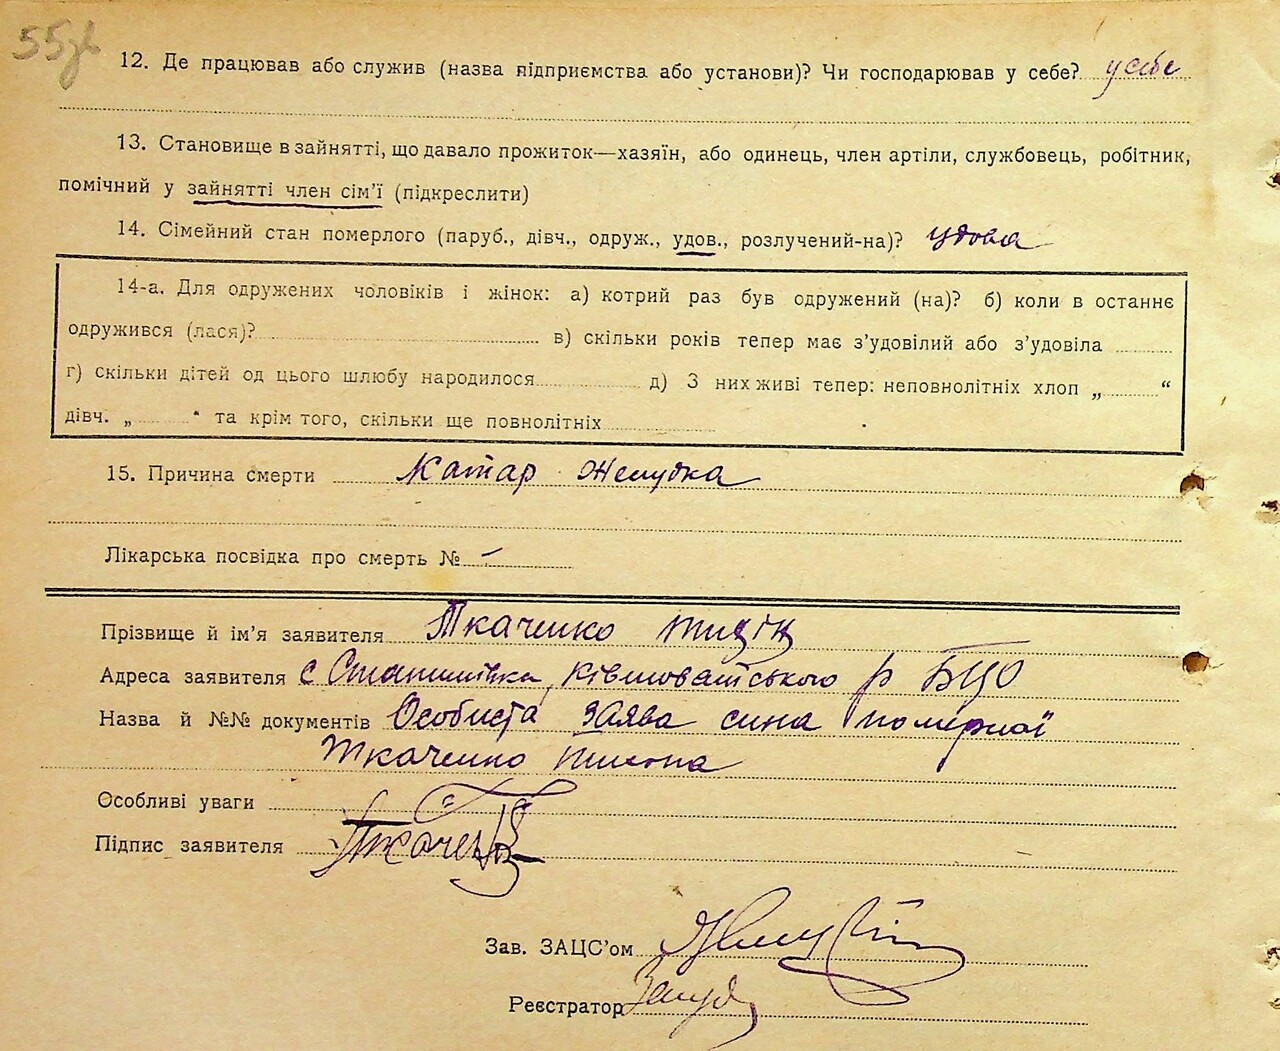 55зв
12. Де працював або служив (назва підприємства або установи)? Чи господарював у себе? у себе
13. Становище в зайнятті, що давало прожиток—хазяїн, або одинець, член артіли, службовець, робітник,
помічний у зайнятті член сім'ї (підкреслити)
14. Сімейний стан померлого (паруб., дівч., одруж., удов., розлучений-на)? удова
14-а. Для одружених чоловіків і жінок: а) котрий раз був одружений (на)? б) коли в останнє
одружився (лася)? в) скільки років тепер має з'удовілий або з'удовіла
г) скільки дітей од цього шлюбу народилося д) З них живі тепер: неповнолітніх хлоп „ “
дівч. „ “ та крім того, скільки ще повнолітніх
15. Причина смерти Катар желудка
Лікарська посвідка про смерть № –
Прізвище й ім'я заявителя Ткаченко
Адреса заявителя с р БЦО
Назва й №№ документів Особиста заява сина померлої
Ткаченко
Особливі уваги
Підпис заявителя
Зав. ЗАЦС'ом
Реєстратор